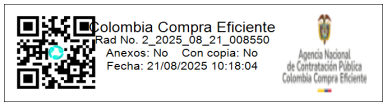 Colombia Compra Eficiente
Rad No. 2_2025_08_21_008550
Anexos: No Con copia: No
Fecha: 21/08/2025 10:18:04
Agencia Nacional
de Contratación Pública
Colombia Compra Eficiente